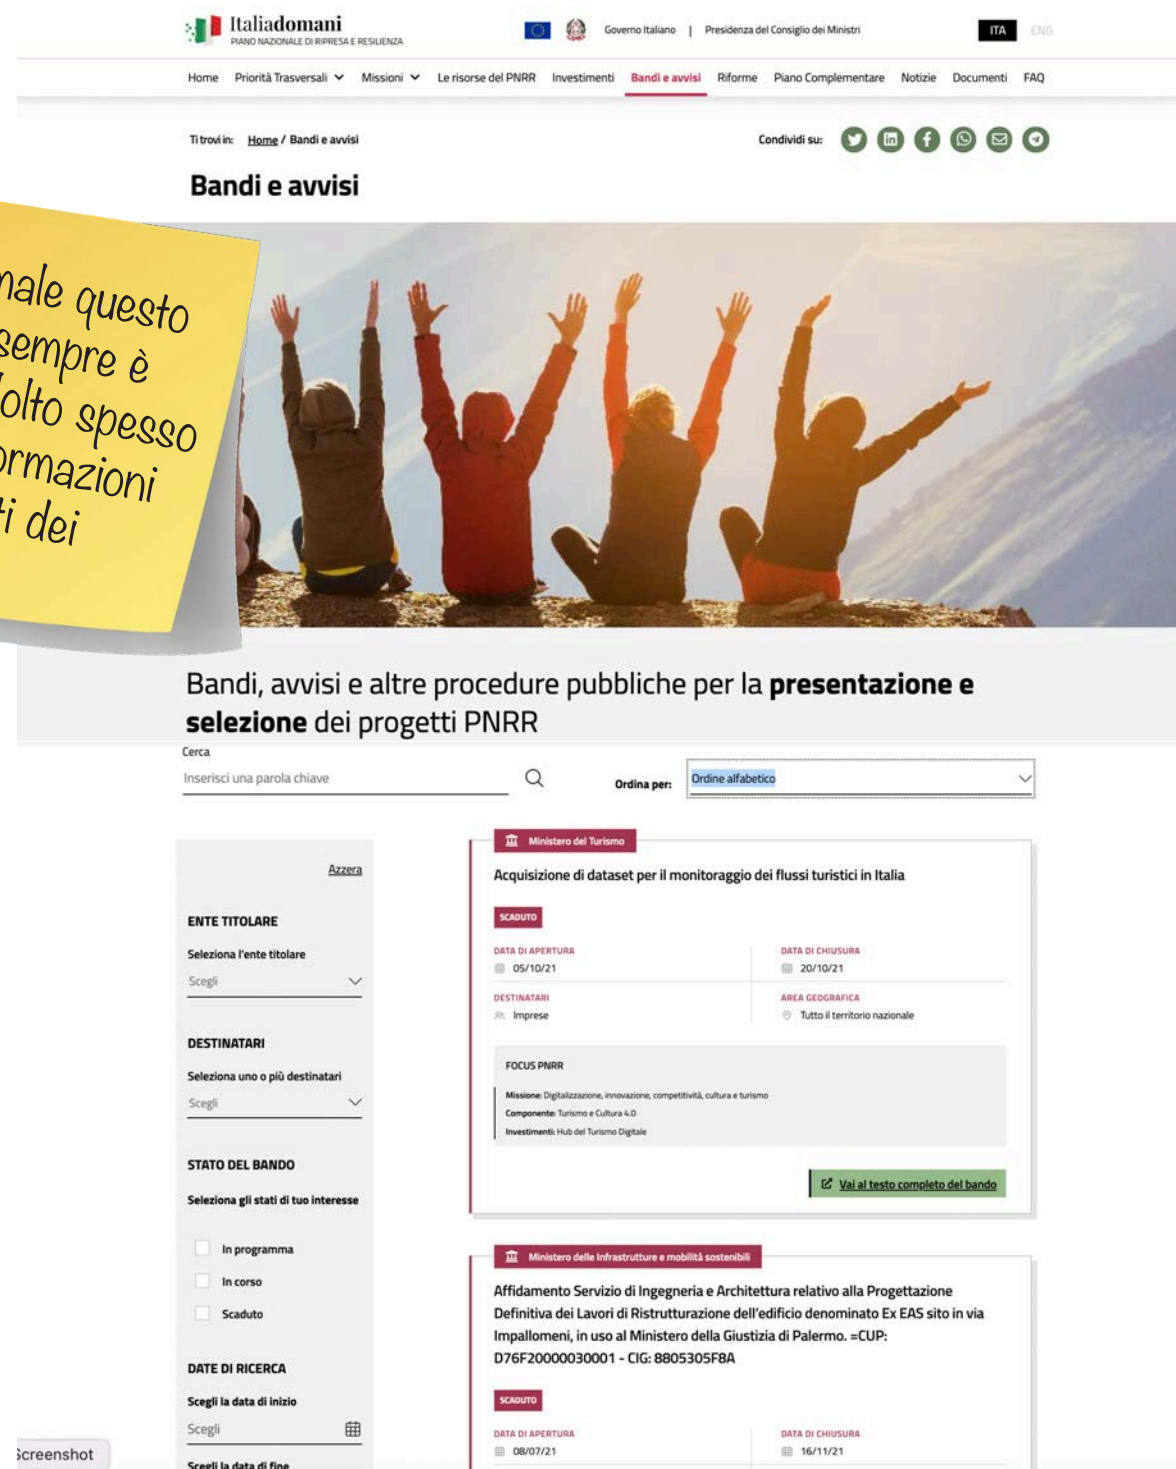 Italiadomani
PIANO NAZIONALE DI RIPRESA E RESILIENZA
Governo Italiano | Presidenza del Consiglio dei Ministri
ITA ENG
Home Priorità Trasversali Missioni Le risorse del PNRR Investimenti Bandi e avvisi Riforme Piano Complementare Notizie Documenti FAQ
Ti trovi in: Home / Bandi e avvisi
Condividi su:
Bandi e avvisi
questo
sempre è
spesso
dei
Bandi, avvisi e altre procedure pubbliche per la presentazione e
selezione dei progetti PNRR
Cerca
Inserisci una parola chiave
Ordina per: Ordine alfabetico
Azzera
ENTE TITOLARE
Seleziona l'ente titolare
Scegli
DESTINATARI
Seleziona uno o più destinatari
Scegli
STATO DEL BANDO
Seleziona gli stati di tuo interesse
In programma
In corso
Scaduto
DATE DI RICERCA
Scegli la data di inizio
Scegli
Scegli la data di fine
Ministero del Turismo
Acquisizione di dataset per il monitoraggio dei flussi turistici in Italia
SCADUTO
DATA DI APERTURA DATA DI CHIUSURA
05/10/21 20/10/21
DESTINATARI AREA GEOGRAFICA
Imprese Tutto il territorio nazionale
FOCUS PNRR
Missione: Digitalizzazione, innovazione, competitività, cultura e turismo
Componente: Turismo e Cultura 4.0
Investimenti: Hub del Turismo Digitale
Vai al testo completo del bando
Ministero delle Infrastrutture e mobilità sostenibili
Affidamento Servizio di Ingegneria e Architettura relativo alla Progettazione
Definitiva dei Lavori di Ristrutturazione dell'edificio denominato Ex EAS sito in via
Impallomeni, in uso al Ministero della Giustizia di Palermo. =CUP:
D76F20000030001 - CIG: 8805305F8A
SCADUTO
DATA DI APERTURA DATA DI CHIUSURA
08/07/21 16/11/21
Screenshot